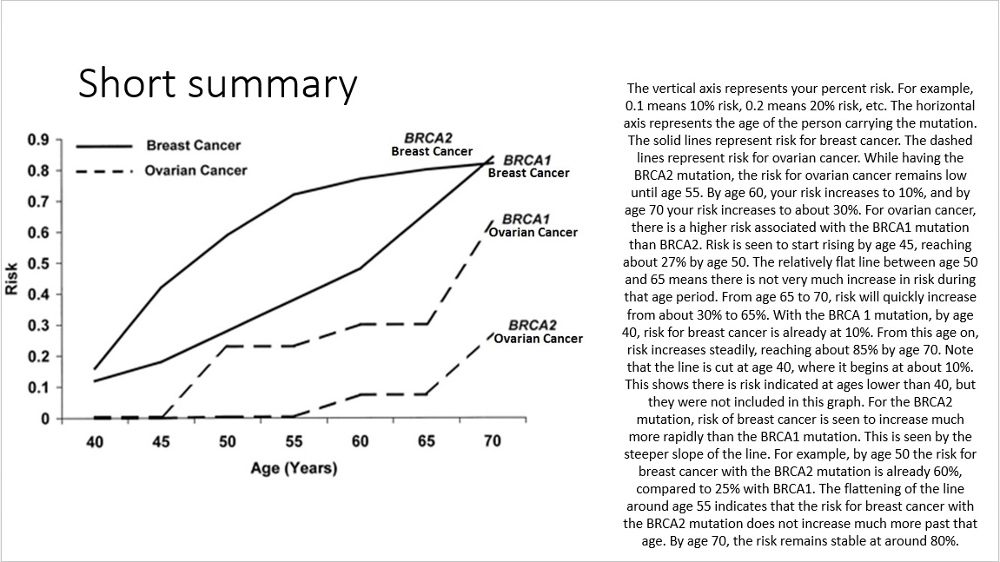 Short summary
0.9
0.8
0.7
0.6
0.5
0.4
0.3
0.2
0.1
0
Risk
Breast Cancer
Ovarian Cancer
BRCA2
Breast Cancer
BRCA1
Breast Cancer
BRCA1
Ovarian Cancer
BRCA2
Ovarian Cancer
40 45 50 55 60 65 70
Age (Years)
The vertical axis represents your percent risk. For example,
0.1 means 10% risk, 0.2 means 20% risk, etc. The horizontal
axis represents the age of the person carrying the mutation.
The solid lines represent risk for breast cancer. The dashed
lines represent risk for ovarian cancer. While having the
BRCA2 mutation, the risk for ovarian cancer remains low
until age 55. By age 60, your risk increases to 10%, and by
age 70 your risk increases to about 30%. For ovarian cancer,
there is a higher risk associated with the BRCA1 mutation
than BRCA2. Risk is seen to start rising by age 45, reaching
about 27% by age 50. The relatively flat line between age 50
and 65 means there is not very much increase in risk during
that age period. From age 65 to 70, risk will quickly increase
from about 30% to 65%. With the BRCA 1 mutation, by age
40, risk for breast cancer is already at 10%. From this age on,
risk increases steadily, reaching about 85% by age 70. Note
that the line is cut at age 40, where it begins at about 10%.
This shows there is risk indicated at ages lower than 40, but
they were not included in this graph. For the BRCA2
mutation, risk of breast cancer is seen to increase much
more rapidly than the BRCA1 mutation. This is seen by the
steeper slope of the line. For example, by age 50 the risk for
breast cancer with the BRCA2 mutation is already 60%,
compared to 25% with BRCA1. The flattening of the line
around age 55 indicates that the risk for breast cancer with
the BRCA2 mutation does not increase much more past that
age. By age 70, the risk remains stable at around 80%.